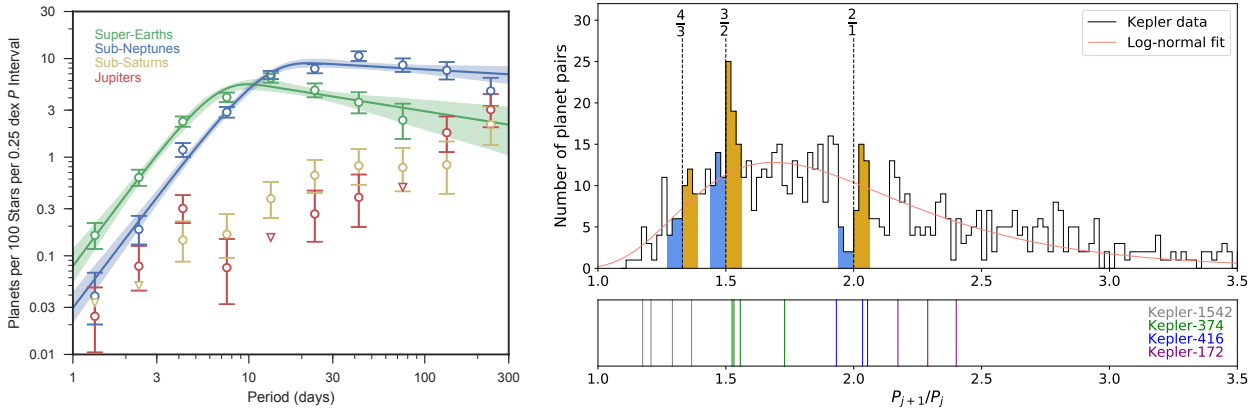 Planets per 100 Stars per 0.25 dex P Interval
30
10
3
1
0.3
0.1
0.03
0.01
Super-Earths
Sub-Neptunes
Sub-Saturns
Jupiters
1 3 10 30 100 300
Period (days)
Number of planet pairs
30
25
20
15
10
5
0
4/3 3/2 2/1
Kepler data
Log-normal fit
1.0 1.5 2.0 2.5 3.0 3.5
Kepler-1542
Kepler-374
Kepler-416
Kepler-172
1.0 1.5 2.0 2.5 3.0 3.5
P_{j+1}/P_j